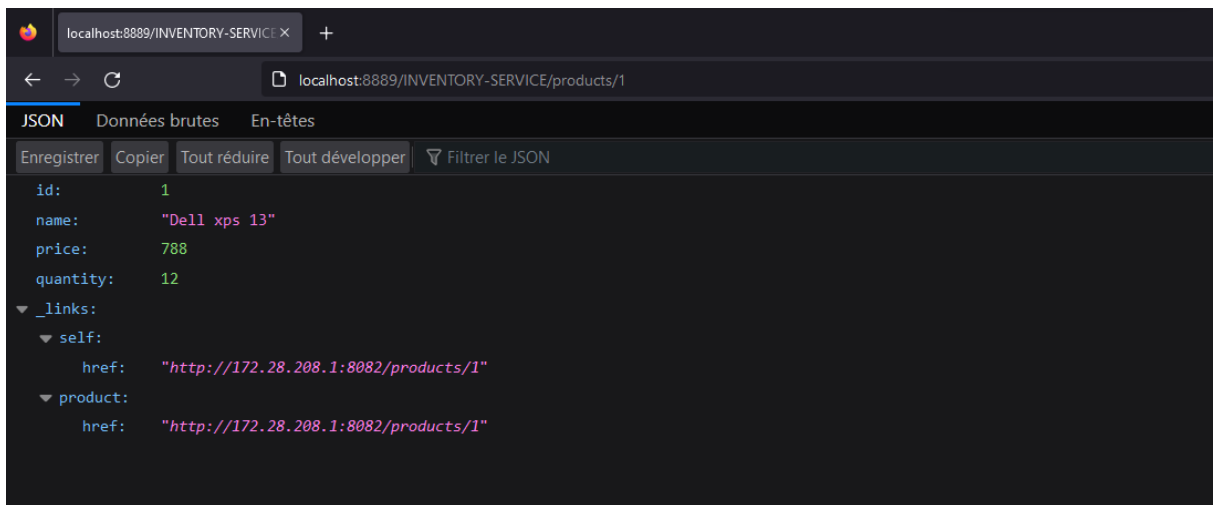 localhost:8889/INVENTORY-SERVICE
localhost:8889/INVENTORY-SERVICE/products/1
JSON Données brutes En-têtes
Enregistrer Copier Tout réduire Tout développer Filtrer le JSON
id: 1
name: "Dell xps 13"
price: 788
quantity: 12
_links:
self:
href: "http://172.28.208.1:8082/products/1"
product:
href: "http://172.28.208.1:8082/products/1"